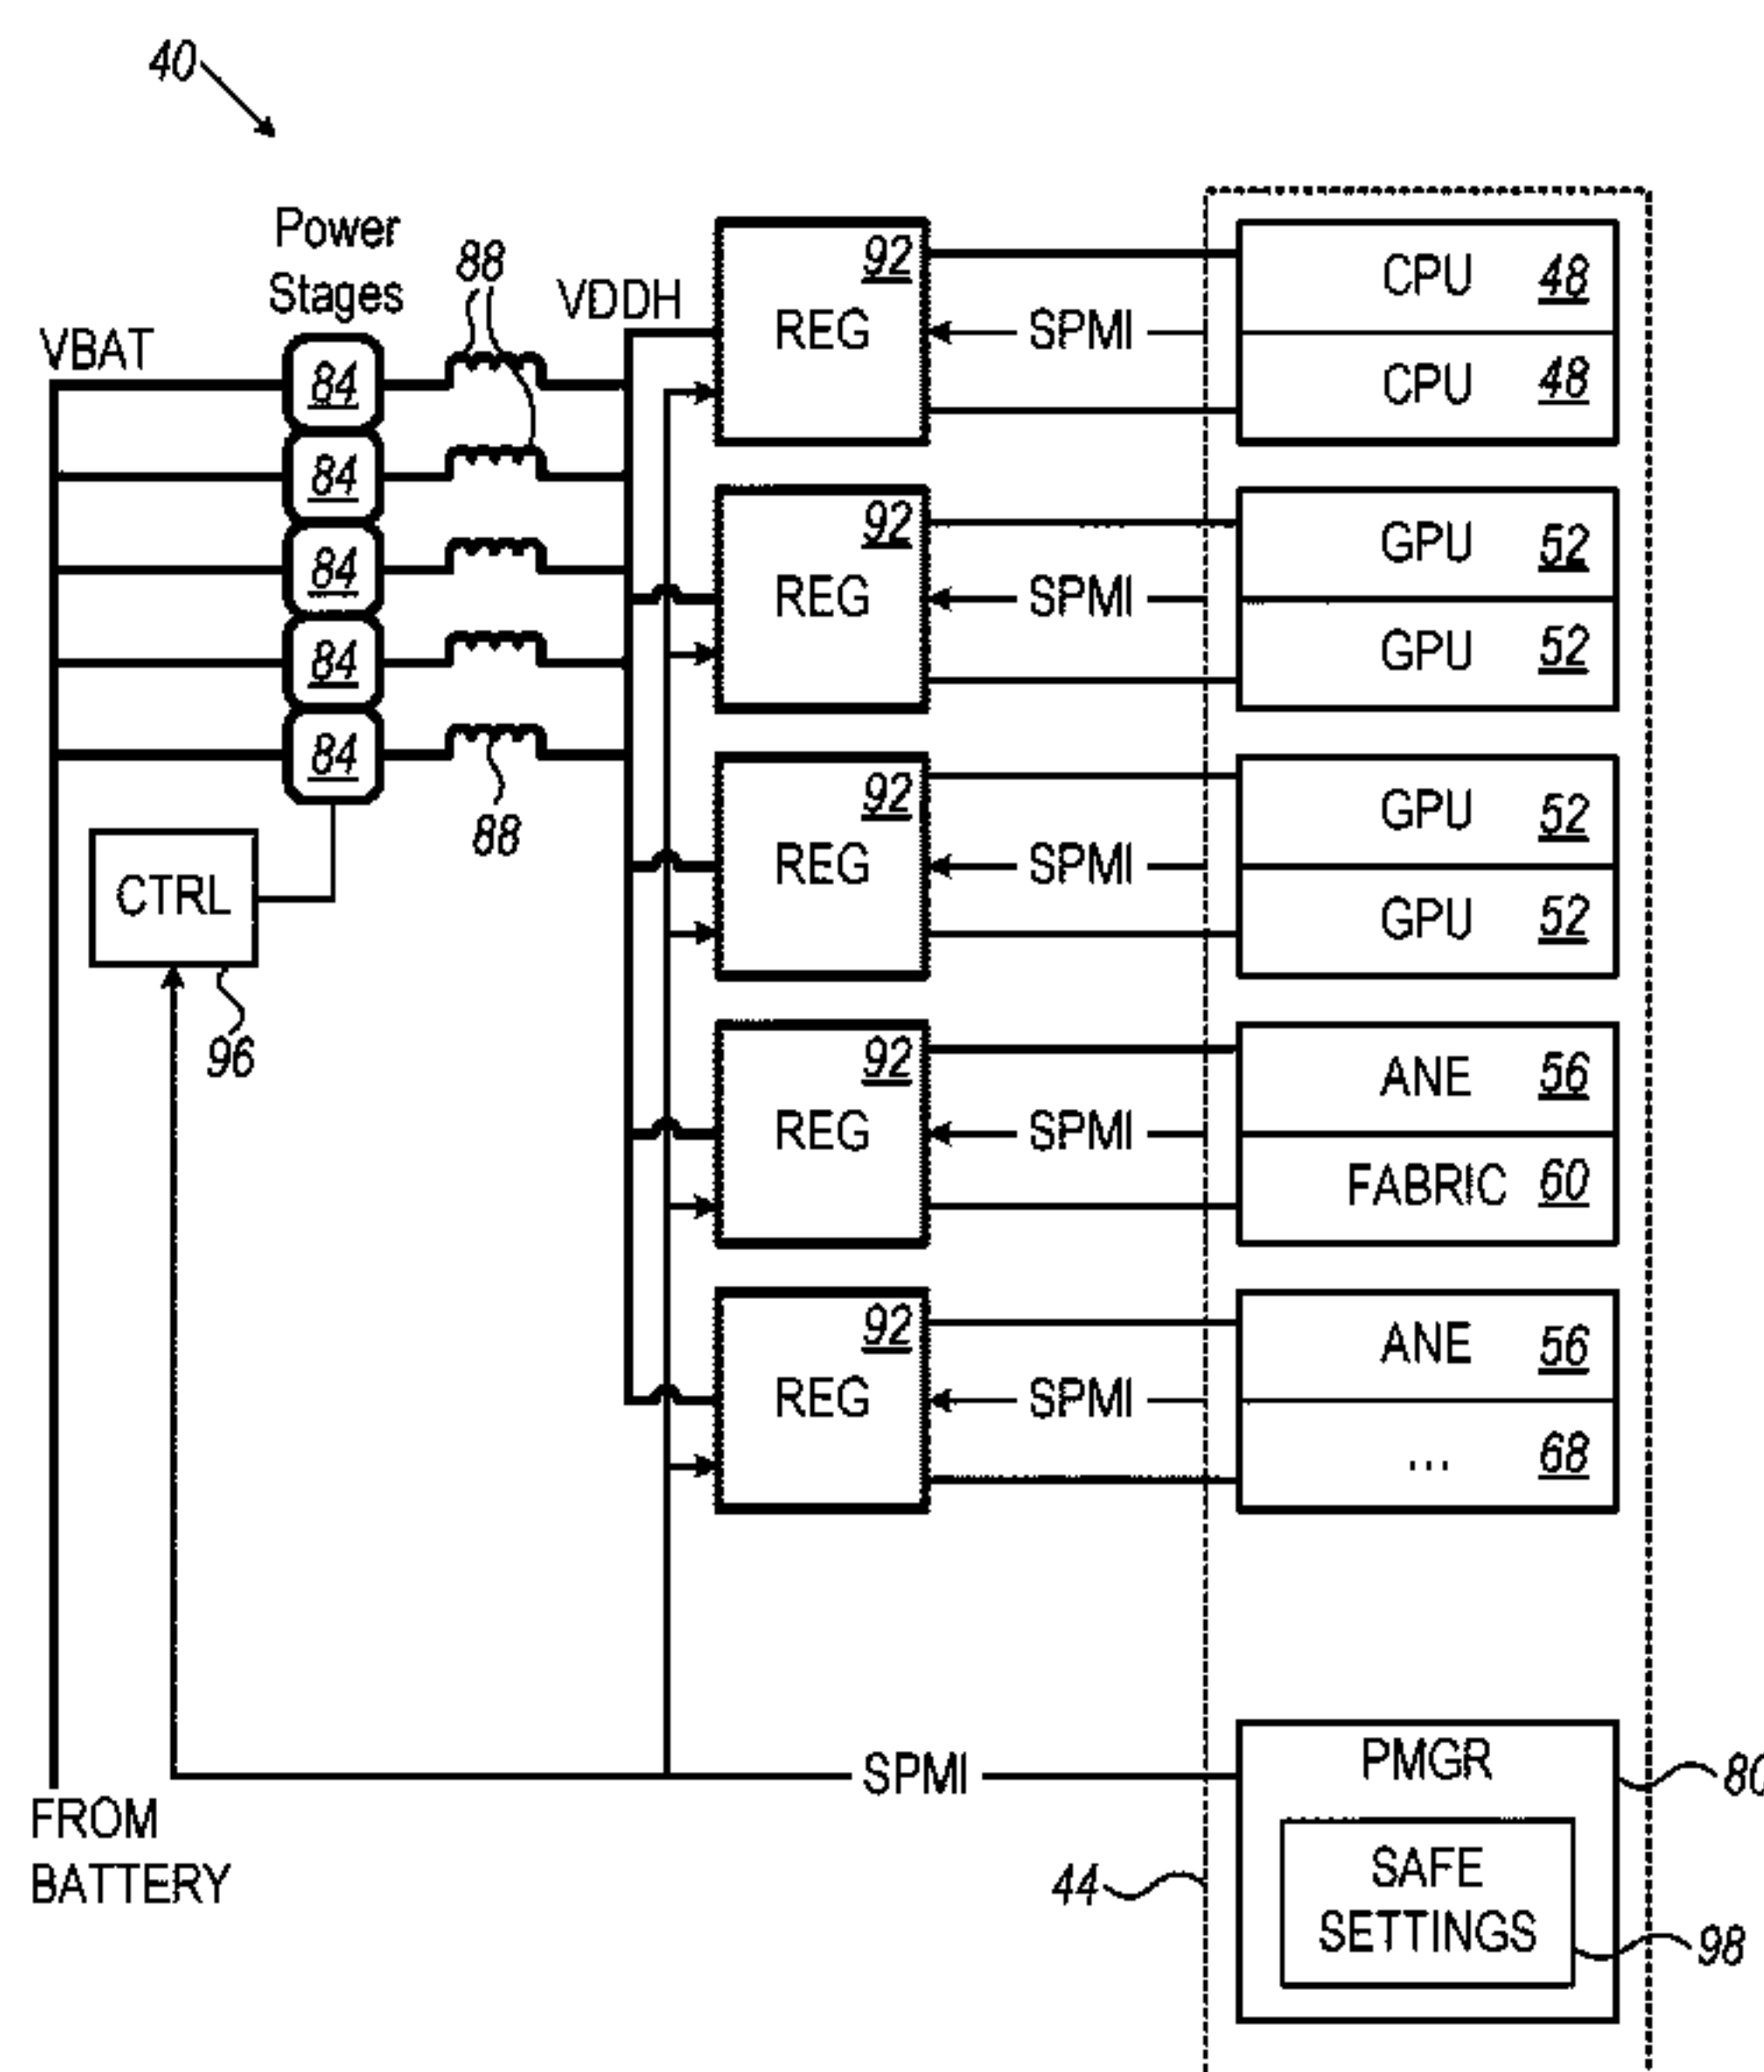 40
Power
Stages
88
VBAT
VDDH
84
84
84
84
84
88
CTRL
96
92
REG
SPMI
CPU 48
CPU 48
92
REG
SPMI
GPU 52
GPU 52
92
REG
SPMI
GPU 52
GPU 52
92
REG
SPMI
ANE 56
FABRIC 60
92
REG
SPMI
ANE 56
... 68
SPMI
PMGR
80
SAFE
SETTINGS
98
44
FROM
BATTERY